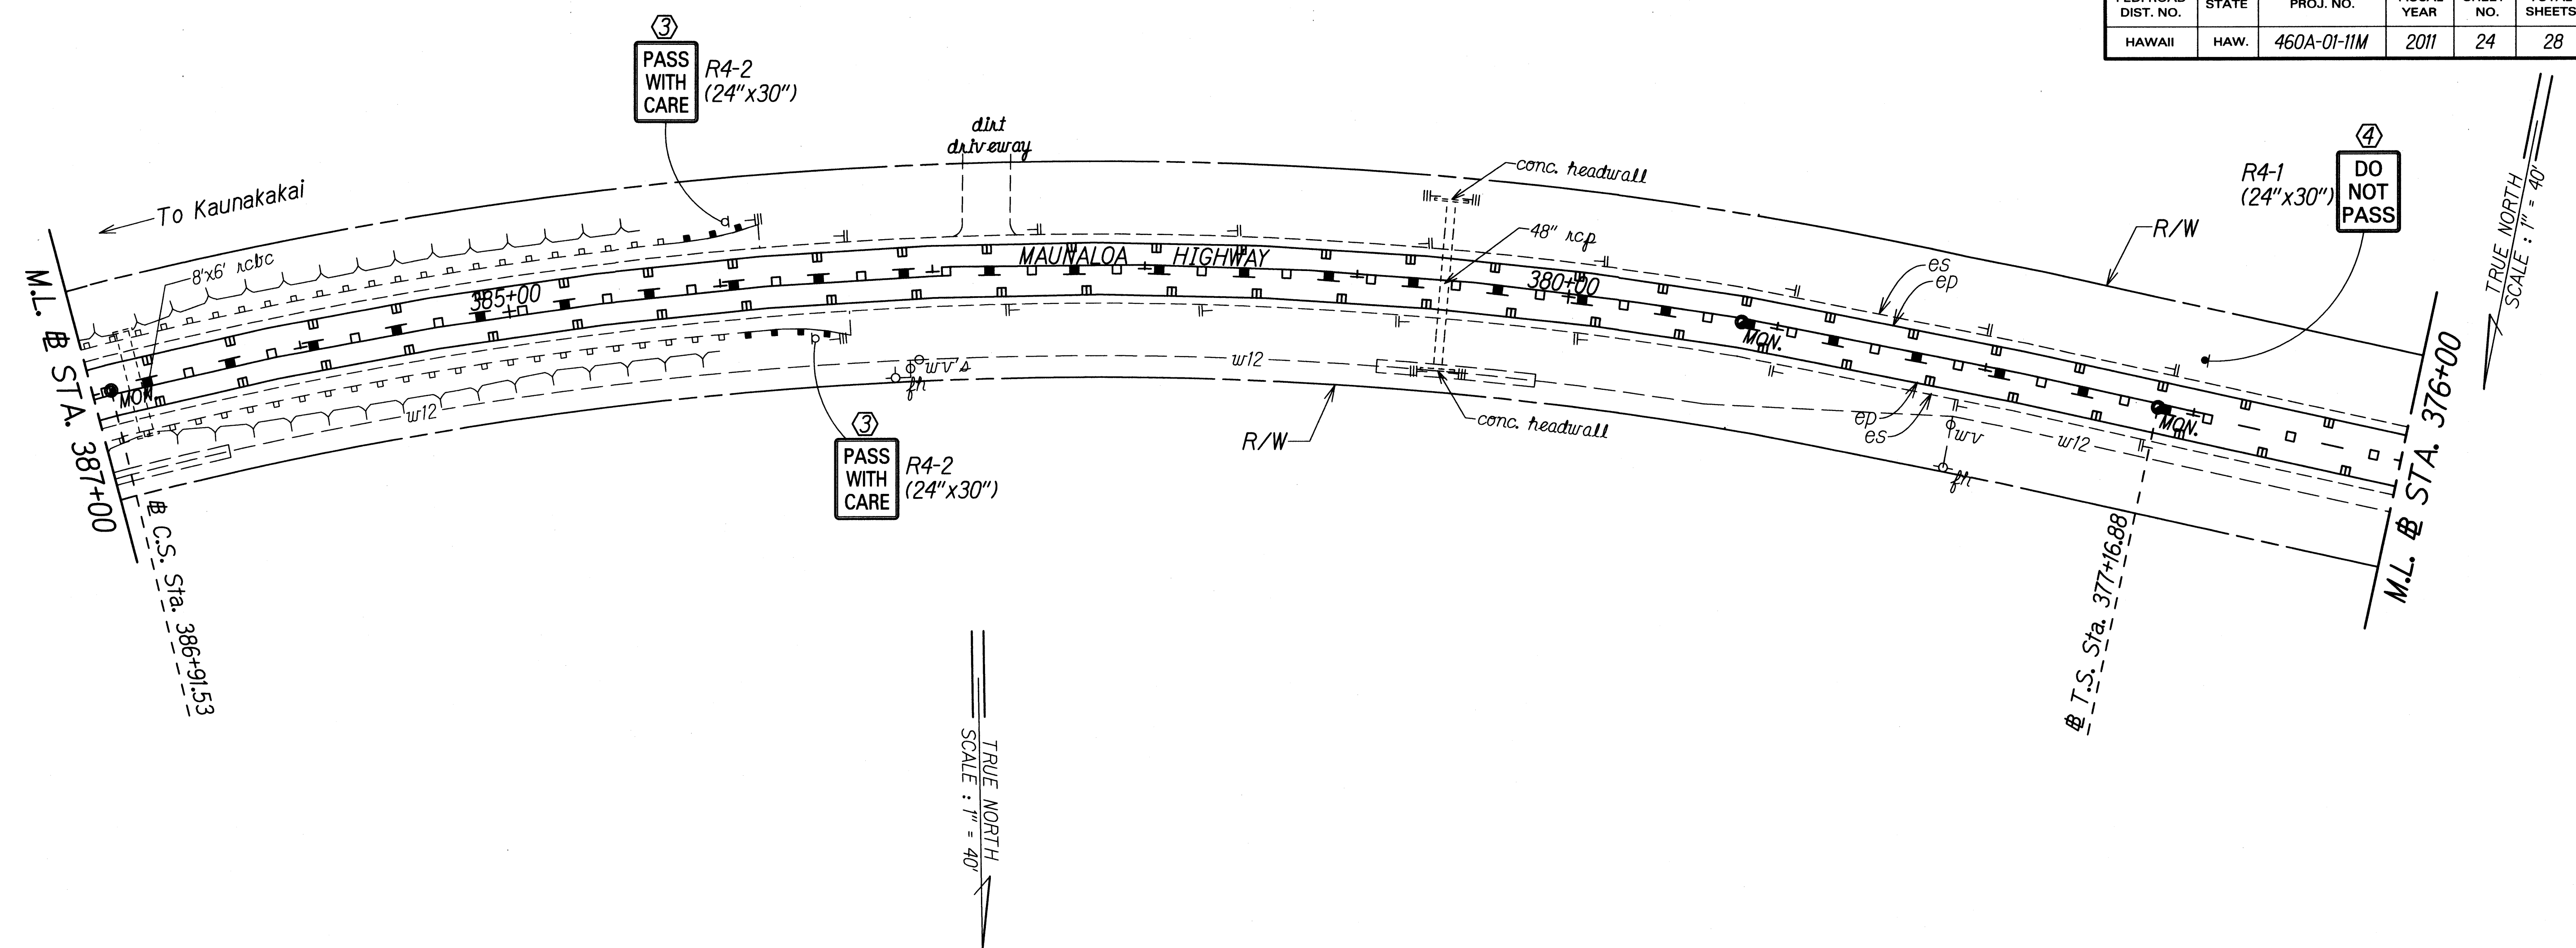 DIST. NO.
STATE
PROJ. NO.
YEAR
NO.
SHEETS
HAWAII
HAW.
460A-01-11M
2011
24
28
3
PASS
WITH
CARE
R4-2
(24"x30")
dirt
driveway
conc. headwall
48" rcp
4
DO
NOT
PASS
R4-1
(24"x30")
TRUE NORTH
SCALE : 1" = 40'
To Kaunakakai
8'x6' rcbc
R/W
es
ep
MAUNALOA HIGHWAY
385+00
380+00
MON.
MON.
MON.
M.L. B STA. 387+00
M.L. B STA. 376+00
w12
wv's
fh
w12
conc. headwall
R/W
ep
es
wv
fh
w12
3
PASS
WITH
CARE
R4-2
(24"x30")
B C.S. Sta. 386+91.53
B T.S. Sta. 377+16.88
TRUE NORTH
SCALE : 1" = 40'